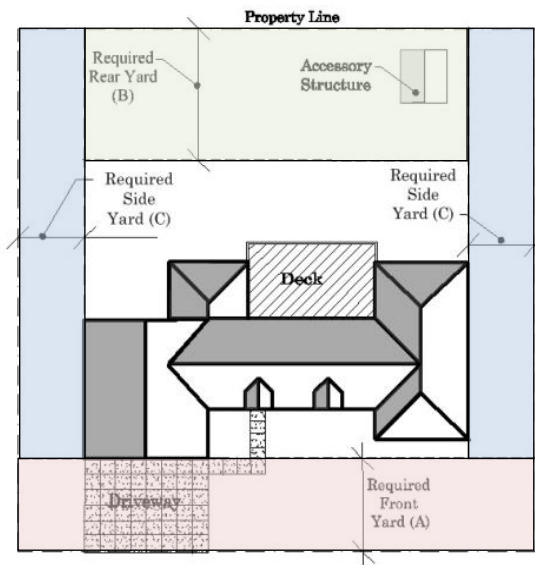 Property Line
Required
Rear Yard
(B)
Accessory
Structure
Required
Side
Yard (C)
Required
Side
Yard (C)
Deck
Driveway
Required
Front
Yard (A)